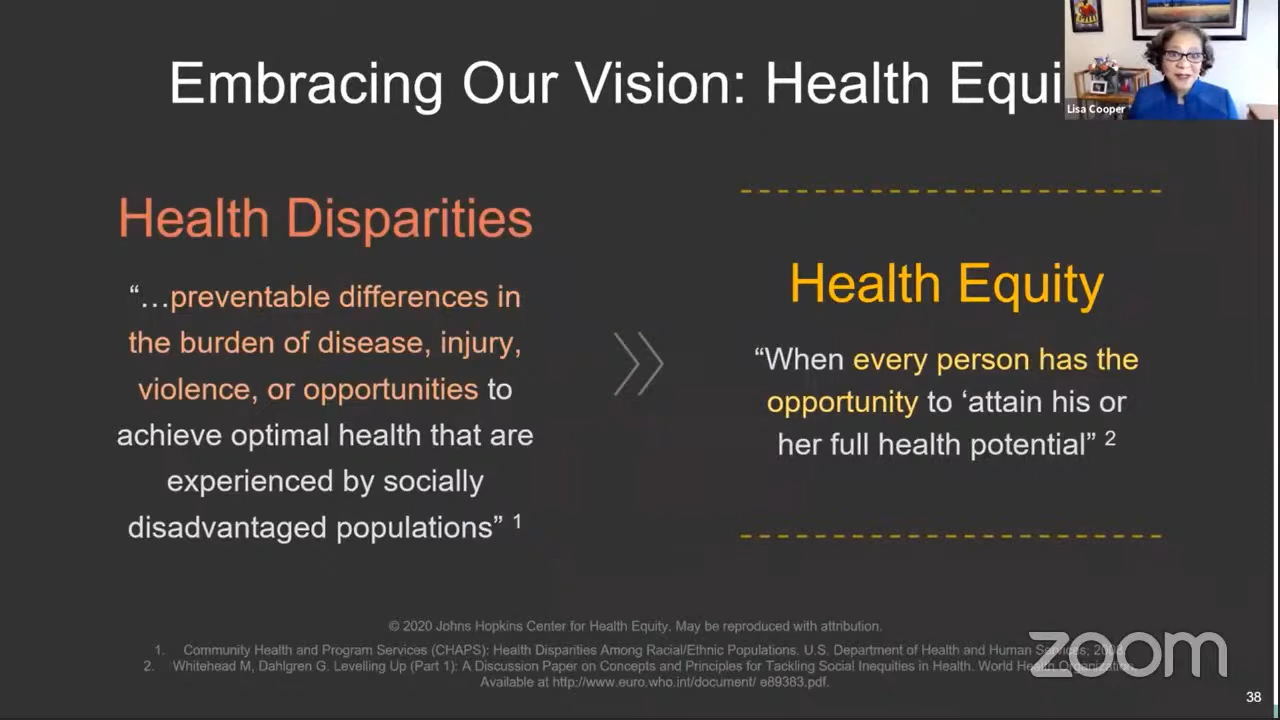 Embracing Our Vision: Health Equi
Lisa Cooper
Health Disparities
“…preventable differences in
the burden of disease, injury,
violence, or opportunities to
achieve optimal health that are
experienced by socially
disadvantaged populations” 1
Health Equity
“When every person has the
opportunity to ‘attain his or
her full health potential” 2
© 2020 Johns Hopkins Center for Health Equity. May be reproduced with attribution.
1. Community Health and Program Services (CHAPS): Health Disparities Among Racial/Ethnic Populations. U.S. Department of Health and Human Services;
2. Whitehead M, Dahlgren G. Levelling Up (Part 1): A Discussion Paper on Concepts and Principles for Tackling Social Inequities in Health. World Health Organization.
Available at http://www.euro.who.int/document/ e89383.pdf.
zoom
38